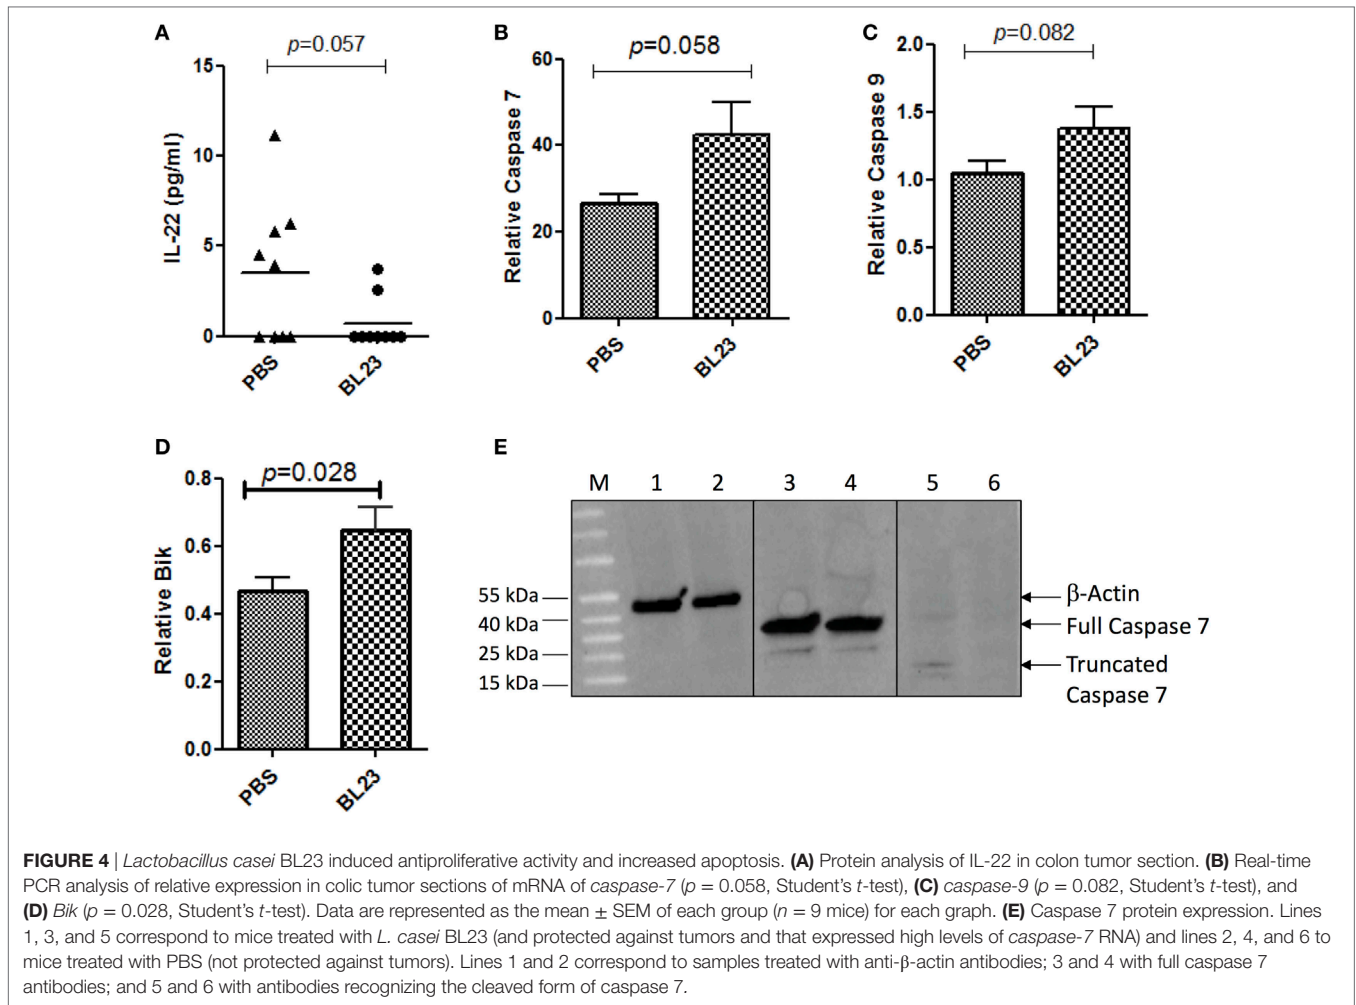 A
p=0.057
IL-22 (pg/ml)
15
10
5
0
PBS
BL23
B
p=0.058
Relative Caspase 7
60
40
20
0
PBS
BL23
C
p=0.082
Relative Caspase 9
2.0
1.5
1.0
0.5
0.0
PBS
BL23
D
p=0.028
Relative Bik
0.8
0.6
0.4
0.2
0.0
PBS
BL23
E
M 1 2 3 4 5 6
55 kDa
40 kDa
25 kDa
15 kDa
β-Actin
Full Caspase 7
Truncated
Caspase 7
FIGURE 4 | Lactobacillus casei BL23 induced antiproliferative activity and increased apoptosis. (A) Protein analysis of IL-22 in colon tumor section. (B) Real-time
PCR analysis of relative expression in colic tumor sections of mRNA of caspase-7 (p = 0.058, Student's t-test), (C) caspase-9 (p = 0.082, Student's t-test), and
(D) Bik (p = 0.028, Student's t-test). Data are represented as the mean ± SEM of each group (n = 9 mice) for each graph. (E) Caspase 7 protein expression. Lines
1, 3, and 5 correspond to mice treated with L. casei BL23 (and protected against tumors and that expressed high levels of caspase-7 RNA) and lines 2, 4, and 6 to
mice treated with PBS (not protected against tumors). Lines 1 and 2 correspond to samples treated with anti-β-actin antibodies; 3 and 4 with full caspase 7
antibodies; and 5 and 6 with antibodies recognizing the cleaved form of caspase 7.